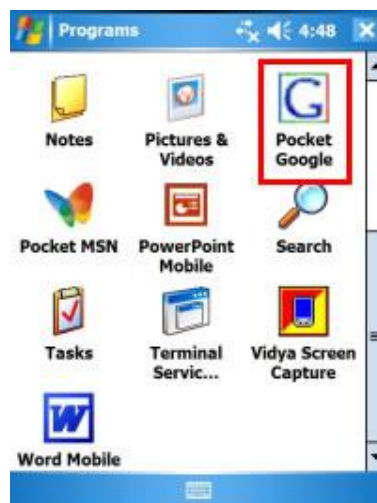 Programs 4:48
Notes
Pictures &
Videos
G
Pocket
Google
Pocket MSN
PowerPoint
Mobile
Search
Tasks
Terminal
Servic...
Vidya Screen
Capture
W
Word Mobile